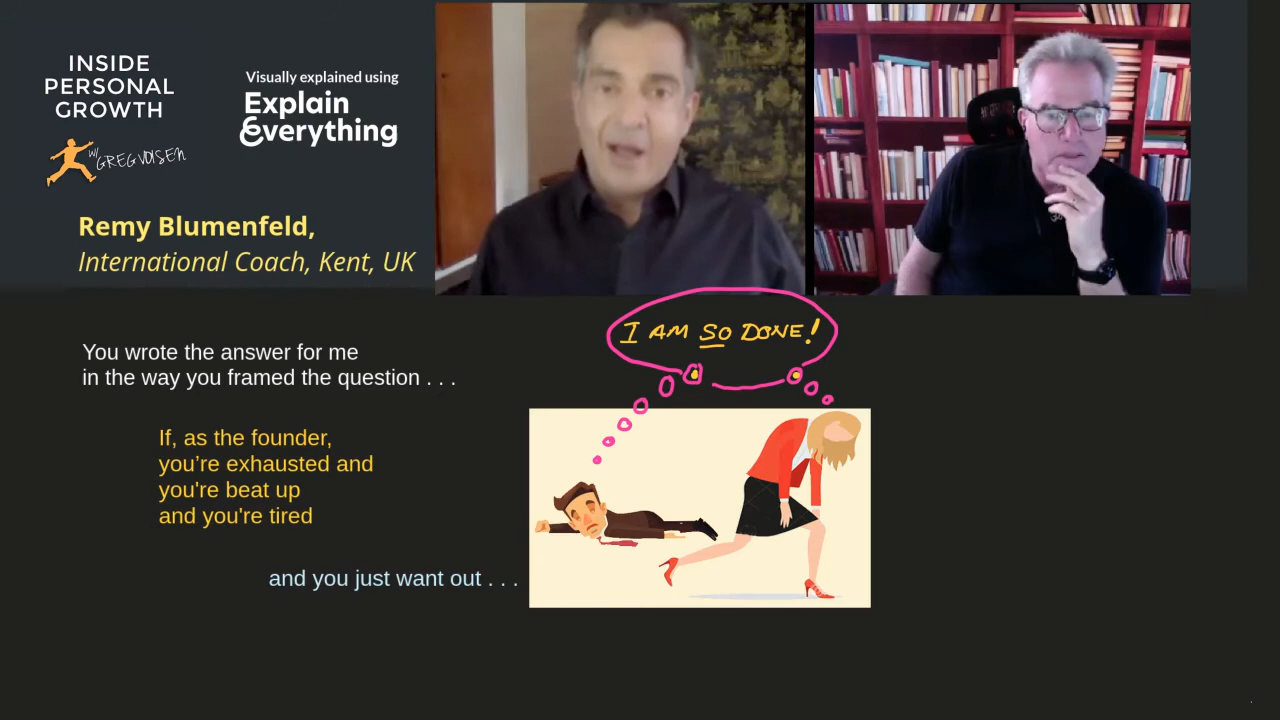 INSIDE
PERSONAL
GROWTH
W/ GREG VOISEN
Visually explained using
Explain
Everything
Remy Blumenfeld,
International Coach, Kent, UK
I AM SO DONE!
You wrote the answer for me
in the way you framed the question . . .
If, as the founder,
you’re exhausted and
you're beat up
and you're tired
and you just want out . . .